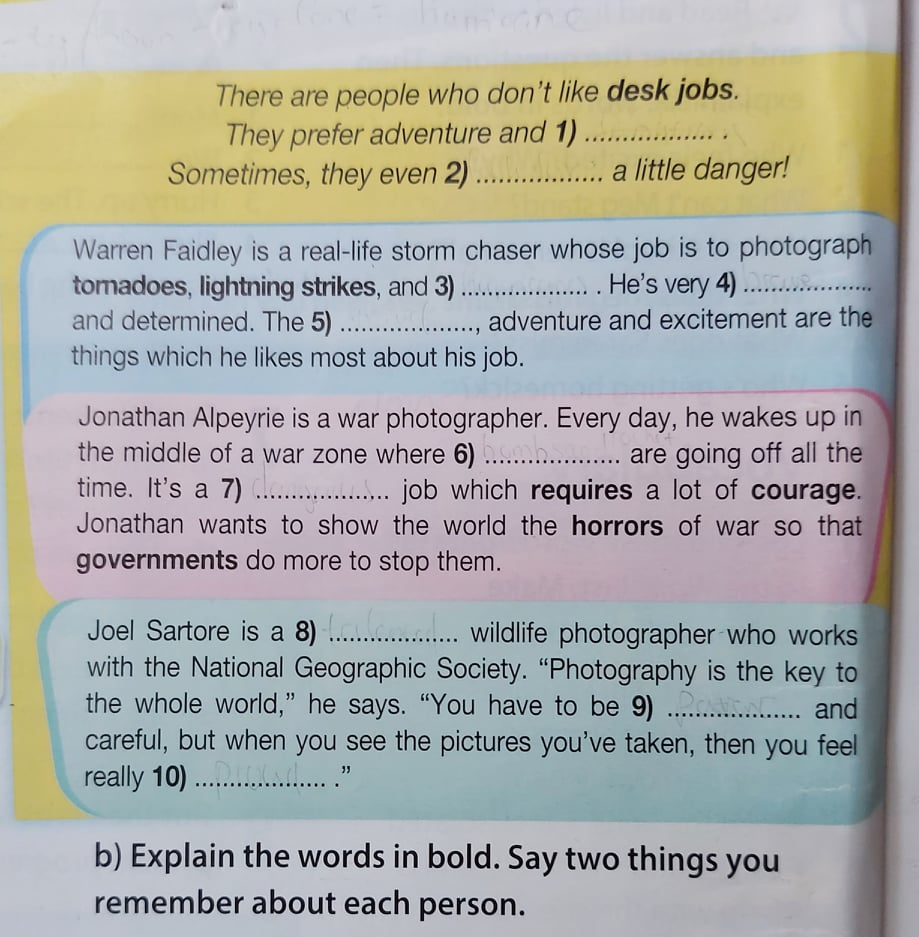 There are people who don't like desk jobs.
They prefer adventure and 1) .................. .
Sometimes, they even 2) .................. a little danger!
Warren Faidley is a real-life storm chaser whose job is to photograph
tornadoes, lightning strikes, and 3) .................. . He's very 4) ..................
and determined. The 5) .................., adventure and excitement are the
things which he likes most about his job.
Jonathan Alpeyrie is a war photographer. Every day, he wakes up in
the middle of a war zone where 6) .................. are going off all the
time. It's a 7) .................. job which requires a lot of courage.
Jonathan wants to show the world the horrors of war so that
governments do more to stop them.
Joel Sartore is a 8) .................. wildlife photographer who works
with the National Geographic Society. “Photography is the key to
the whole world,” he says. “You have to be 9) .................. and
careful, but when you see the pictures you've taken, then you feel
really 10) .................. .”
b) Explain the words in bold. Say two things you
remember about each person.